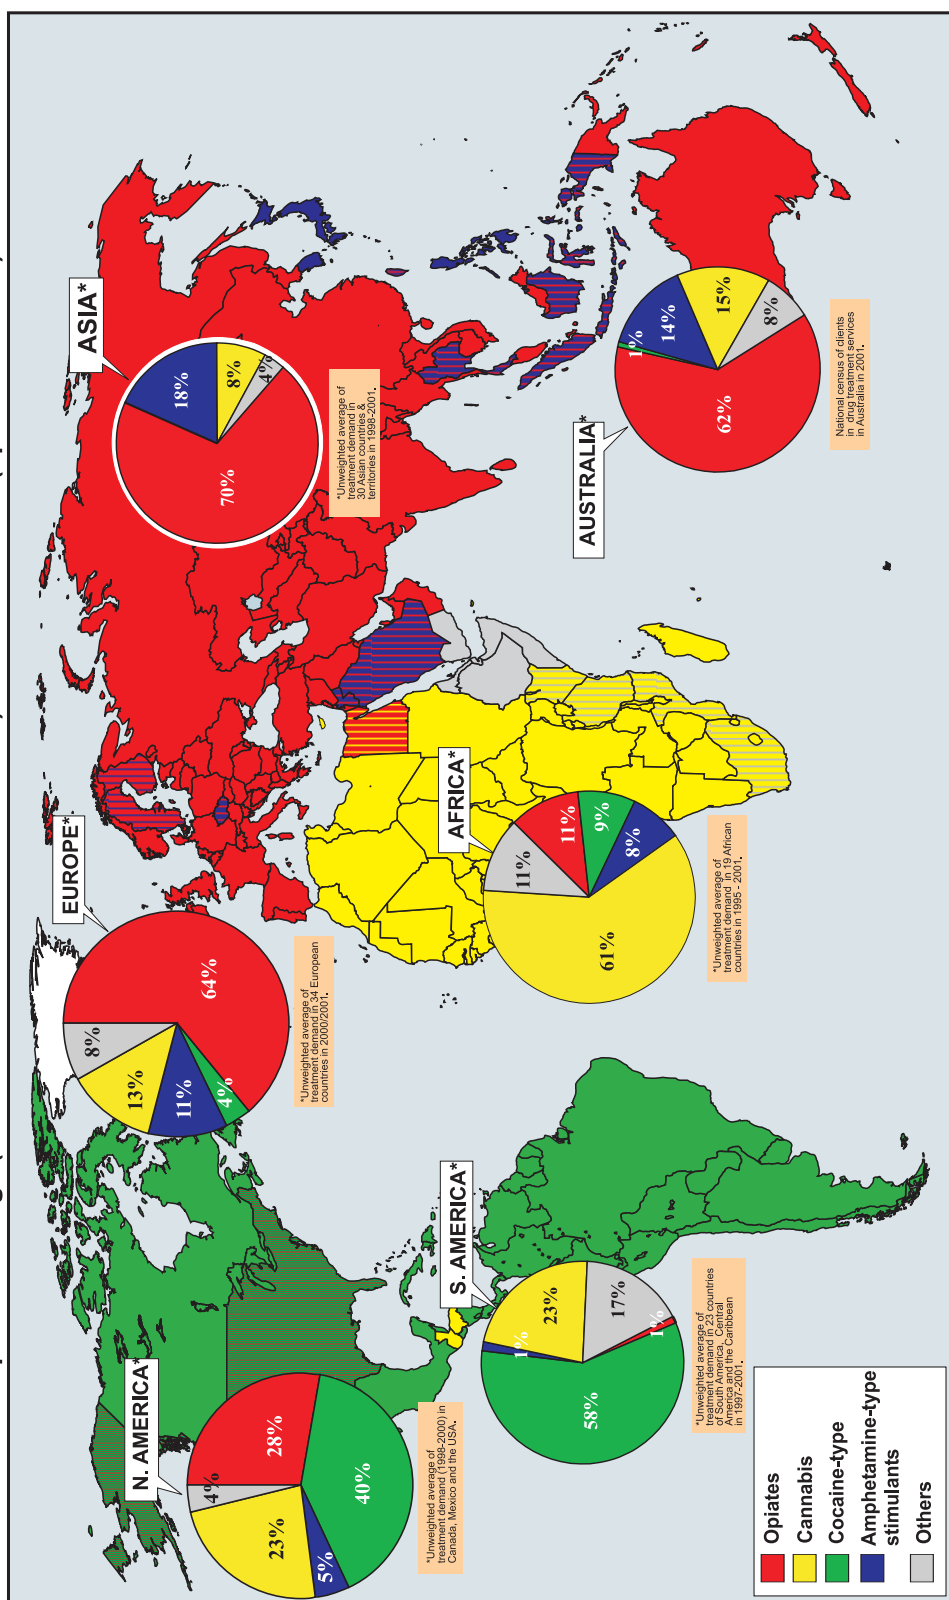 N. AMERICA*
4%
28%
23%
5%
40%
*Unweighted average of
treatment demand (1998-2000) in
Canada, Mexico and the USA.
EUROPE*
8%
13%
11%
4%
64%
*Unweighted average of
treatment demand in 34 European
countries in 2000/2001.
ASIA*
18%
8%
4%
70%
*Unweighted average of
treatment demand in
30 Asian countries &
territories in 1998-2001.
S. AMERICA*
1%
23%
17%
1%
58%
*Unweighted average of
treatment demand in 23 countries
of South America, Central
America and the Caribbean
in 1997-2001.
AFRICA*
11%
11%
9%
8%
61%
*Unweighted average of
treatment demand in 19 African
countries in 1995 - 2001.
AUSTRALIA*
1%
14%
15%
8%
62%
National census of clients
in drug treatment services
in Australia in 2001.
Opiates
Cannabis
Cocaine-type
Amphetamine-type
stimulants
Others